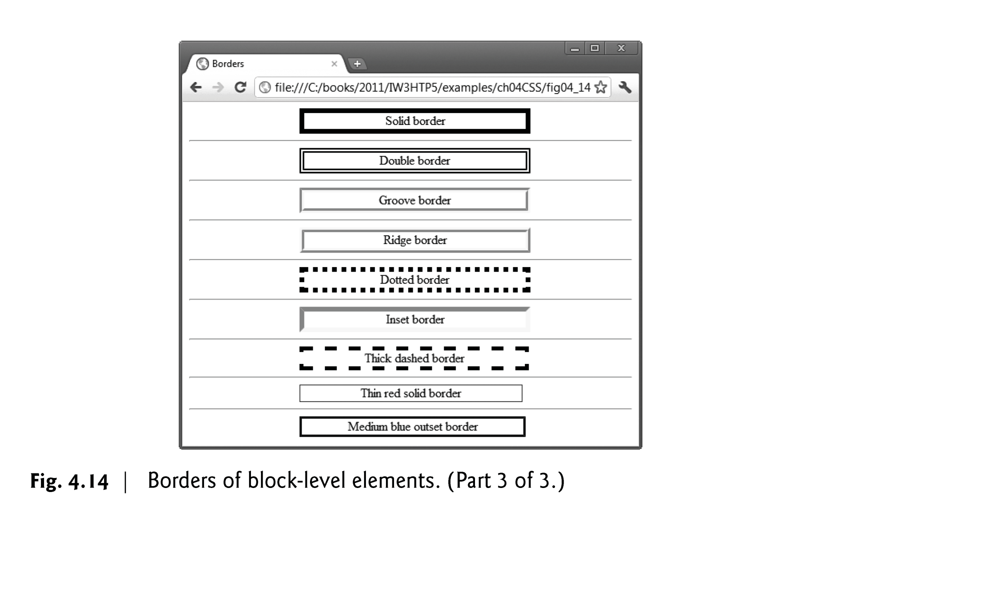 Borders
file:///C:/books/2011/IW3HTP5/examples/ch04CSS/fig04_14
Solid border
Double border
Groove border
Ridge border
Dotted border
Inset border
Thick dashed border
Thin red solid border
Medium blue outset border
Fig. 4.14 | Borders of block-level elements. (Part 3 of 3.)